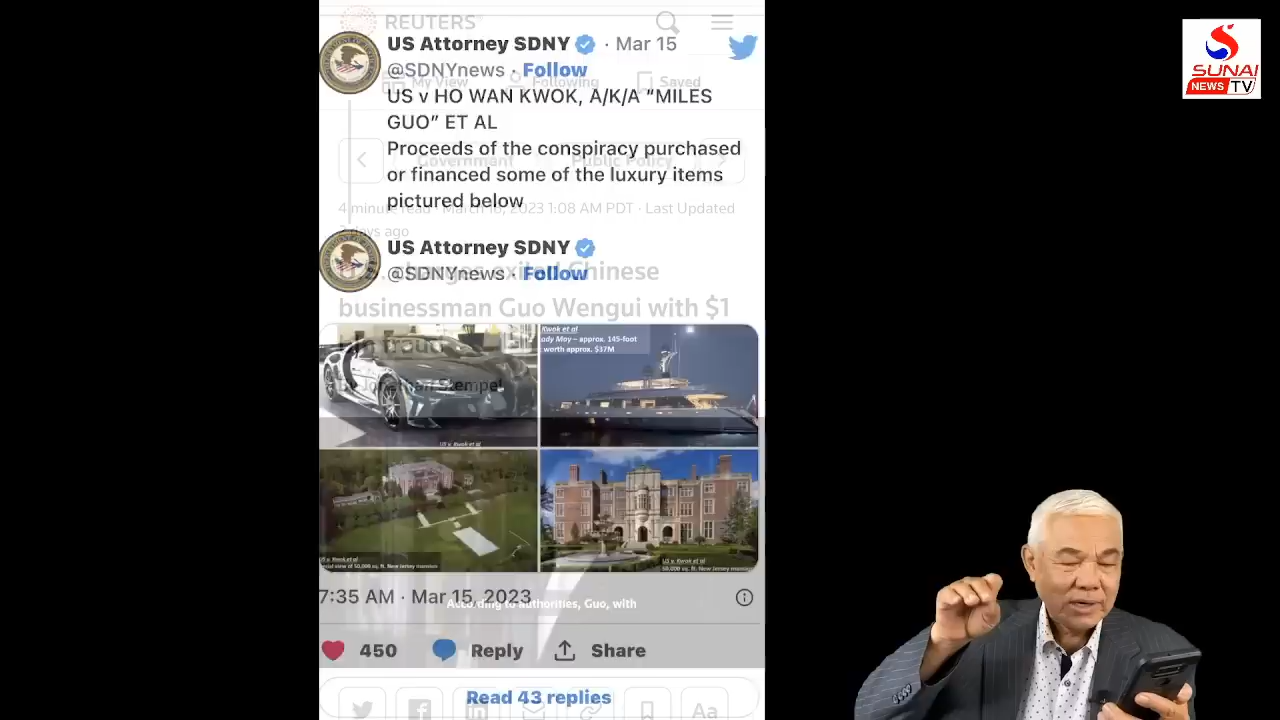 REUTERS
US Attorney SDNY · Mar 15
@SDNYnews · Follow
My View Following Saved
US v HO WAN KWOK, A/K/A “MILES
GUO” ET AL
Proceeds of the conspiracy purchased
Government Public Policy
or financed some of the luxury items
pictured below
4 minute read · March 16, 2023 1:08 AM PDT · Last Updated
days ago
US Attorney SDNY
@SDNYnews · Follow
charges exiled Chinese
businessman Guo Wengui with $1
fraud
By Jonathan Stempel
Kwok et al
ady May – approx. 145-foot
worth approx. $37M
US v. Kwok et al
US v. Kwok et al
cial view of 50,000 sq. ft. New Jersey mansion
US v. Kwok et al
50,000 sq. ft. New Jersey mansion
7:35 AM · Mar 15, 2023
According to authorities, Guo, with
450 Reply Share
Read 43 replies
Aa
SUNAI
NEWS TV